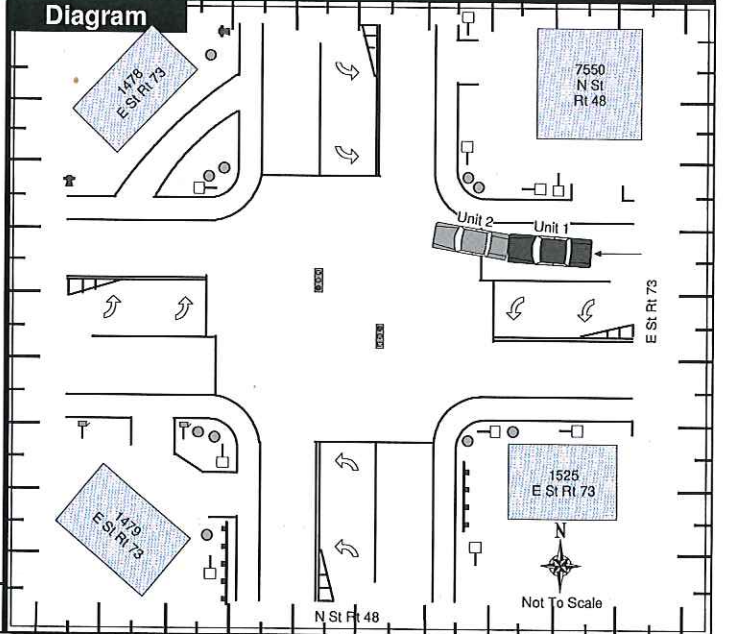 Diagram
1478
E St Rt 73
7550
N St
Rt 48
Unit 2
Unit 1
E St Rt 73
1479
E St Rt 73
1525
E St Rt 73
N
Not To Scale
N St Rt 48